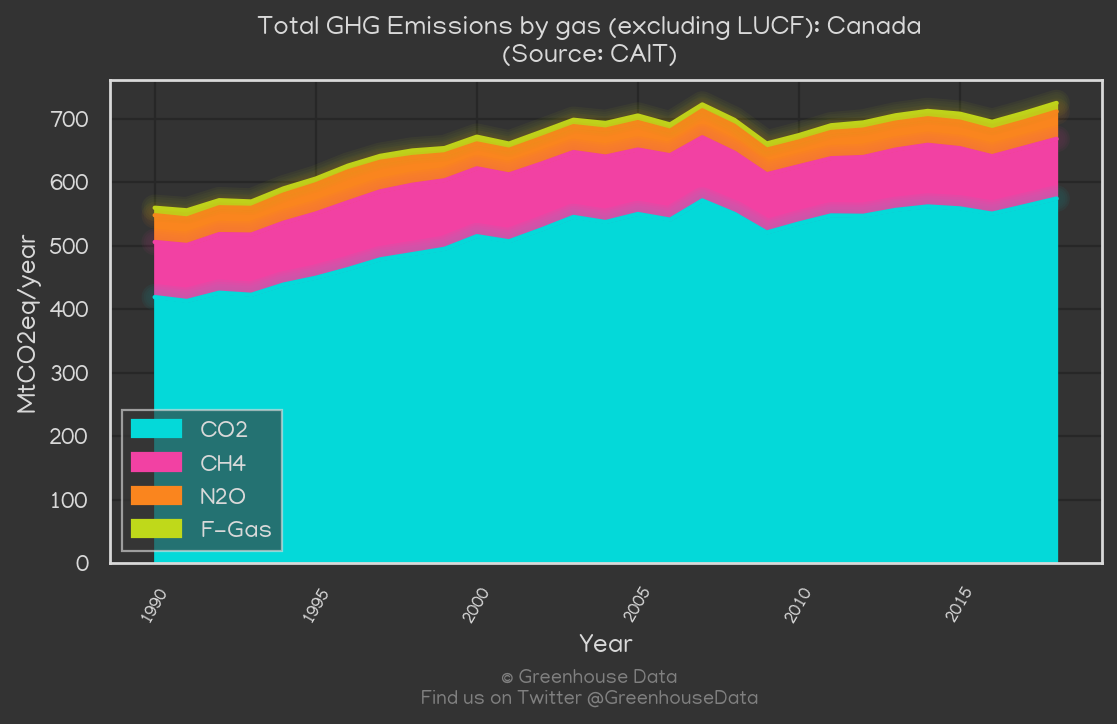 Total GHG Emissions by gas (excluding LUCF): Canada
(Source: CAIT)
MtCO2eq/year
700
600
500
400
300
200
100
0
CO2
CH4
N2O
F-Gas
1990
1995
2000
2005
2010
2015
Year
© Greenhouse Data
Find us on Twitter @GreenhouseData